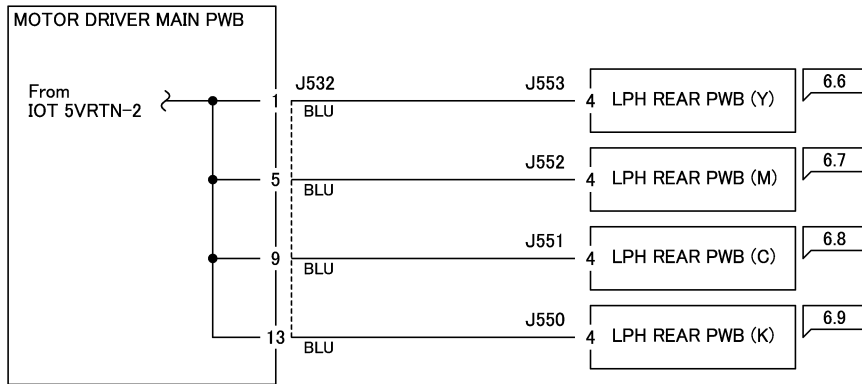 MOTOR DRIVER MAIN PWB
From
IOT 5VRTN-2
J532
1
BLU
J553
4
LPH REAR PWB (Y)
6.6
5
BLU
J552
4
LPH REAR PWB (M)
6.7
9
BLU
J551
4
LPH REAR PWB (C)
6.8
13
BLU
J550
4
LPH REAR PWB (K)
6.9